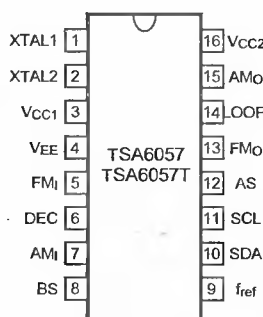 XTAL1 1
XTAL2 2
VCC1 3
VEE 4
FMI 5
DEC 6
AMI 7
BS 8
TSA6057
TSA6057T
16 VCC2
15 AMO
14 LOOP
13 FMO
12 AS
11 SCL
10 SDA
9 fref